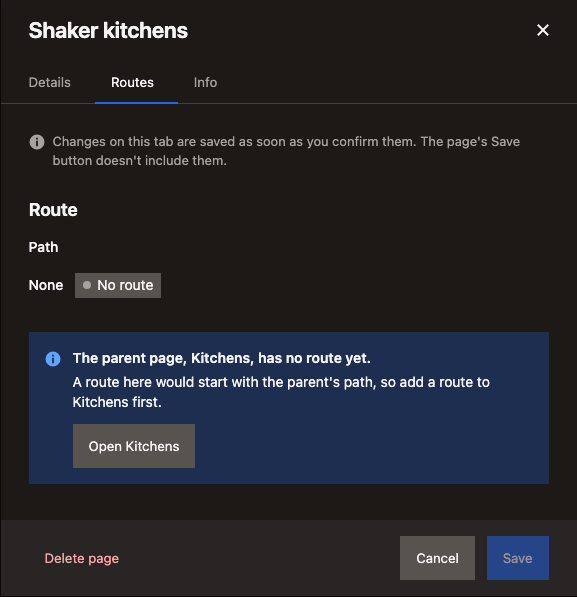 Shaker kitchens
Details
Routes
Info
Changes on this tab are saved as soon as you confirm them. The page's Save
button doesn't include them.
Route
Path
None
No route
The parent page, Kitchens, has no route yet.
A route here would start with the parent's path, so add a route to
Kitchens first.
Open Kitchens
Delete page
Cancel
Save